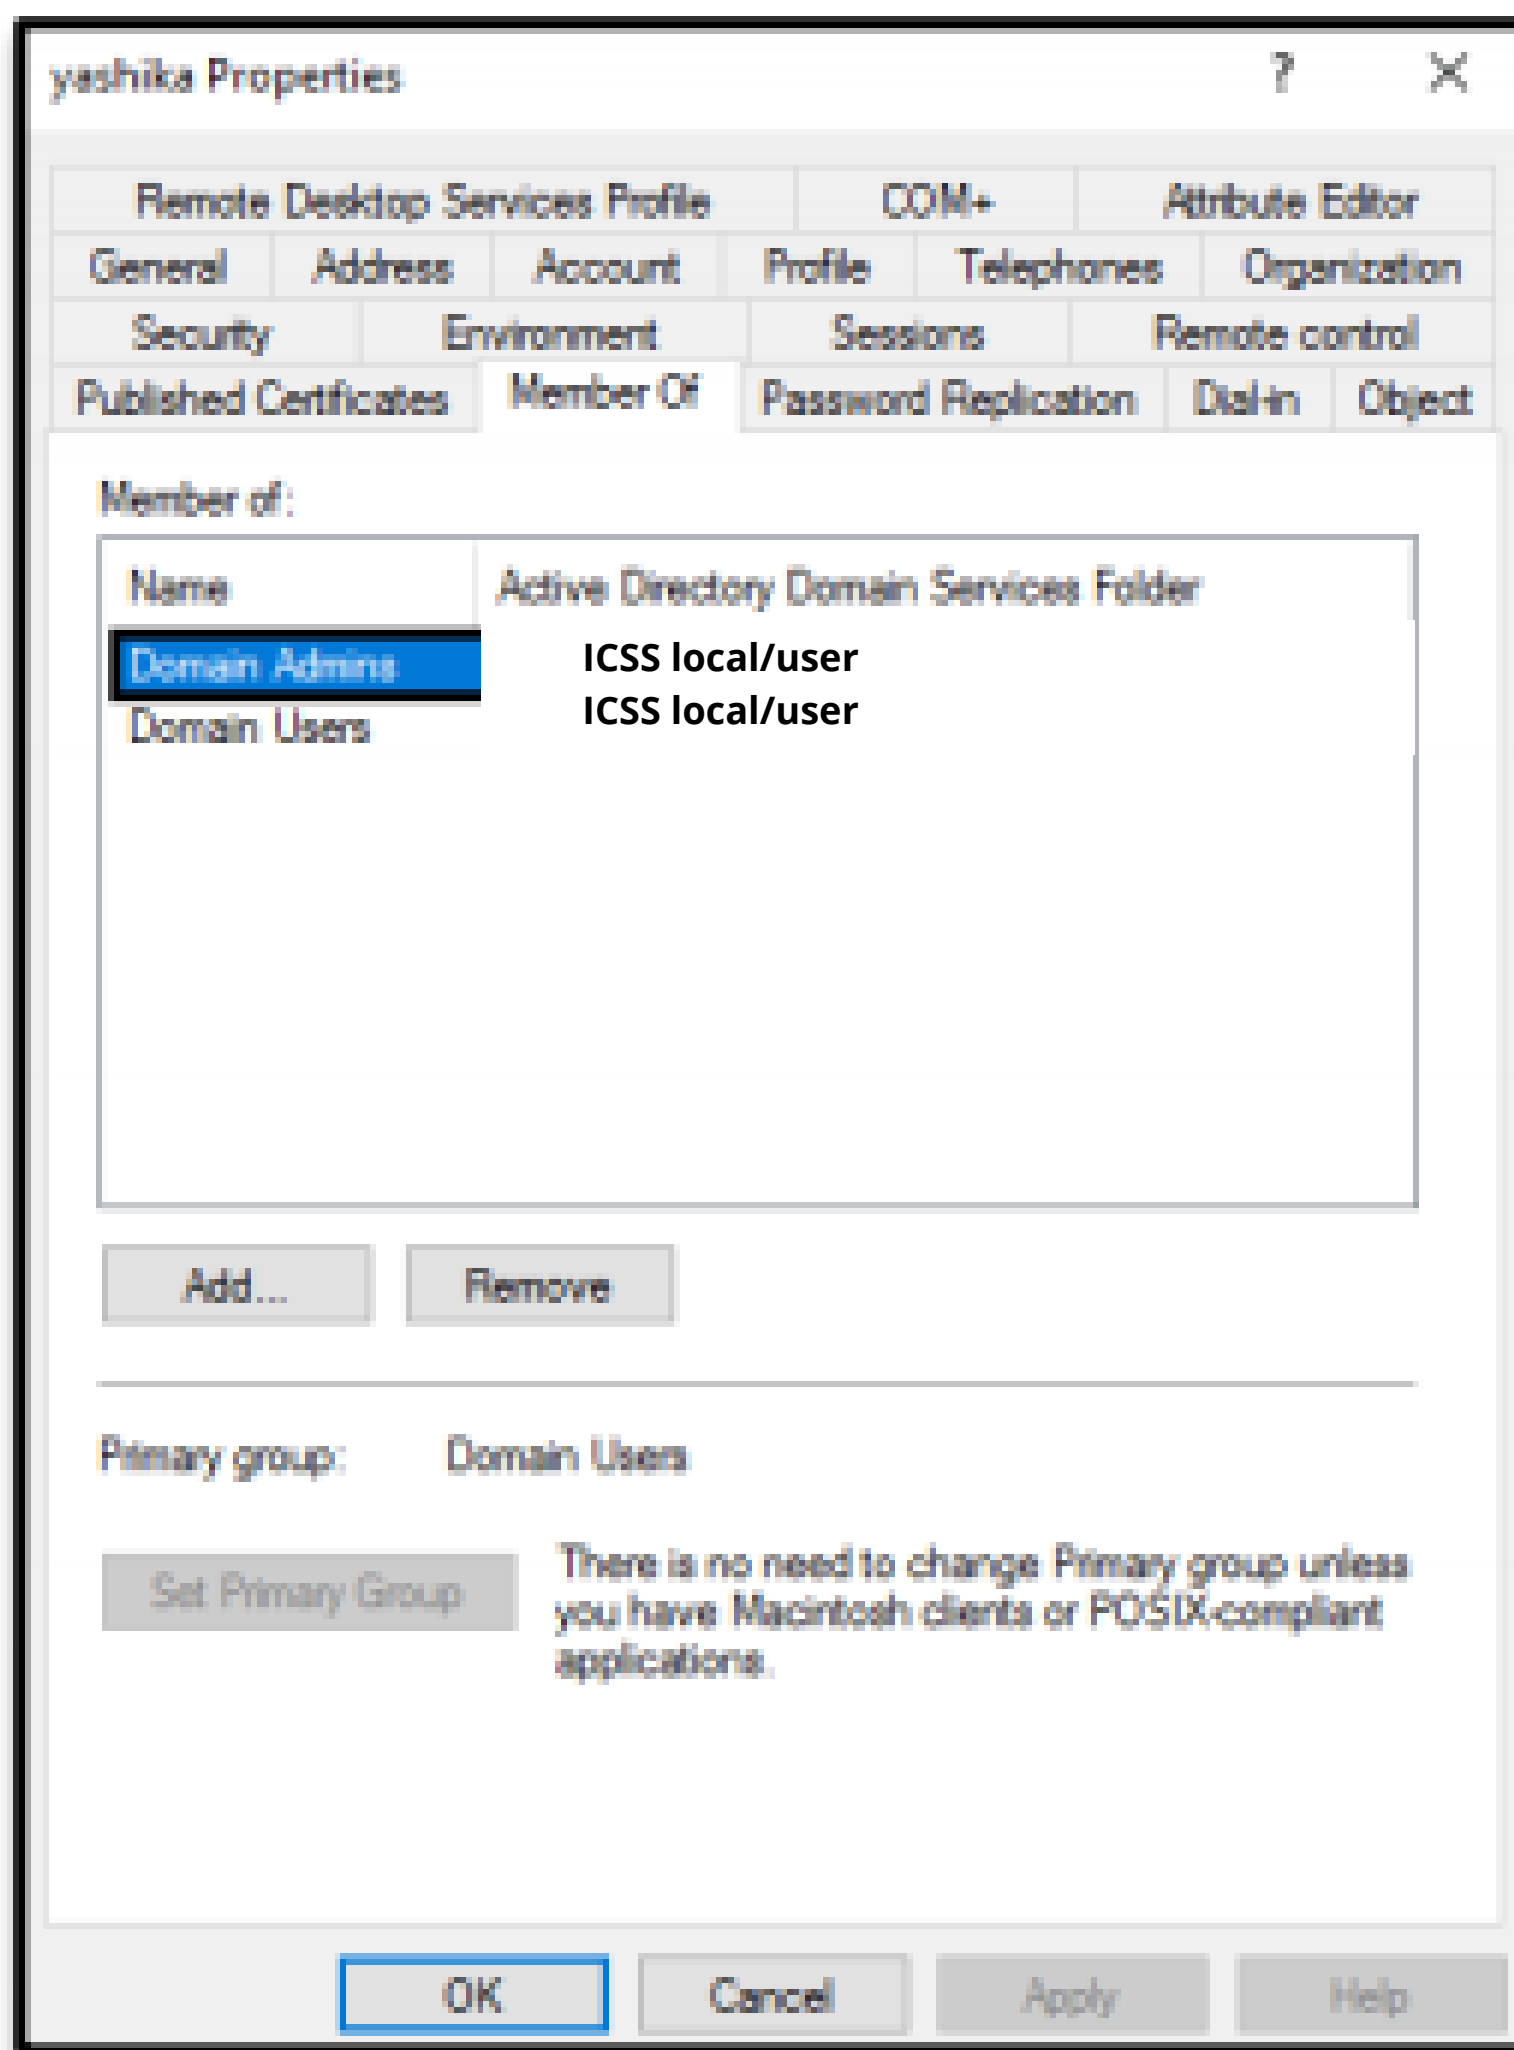 yashika Properties ? ×
Remote Desktop Services Profile COM+ Attribute Editor
General Address Account Profile Telephones Organization
Security Environment Sessions Remote control
Published Certificates Member Of Password Replication Dial-in Object
Member of:
Name Active Directory Domain Services Folder
Domain Admins ICSS local/user
Domain Users ICSS local/user
Add... Remove
Primary group: Domain Users
Set Primary Group
There is no need to change Primary group unless
you have Macintosh clients or POSIX-compliant
applications.
OK Cancel Apply Help